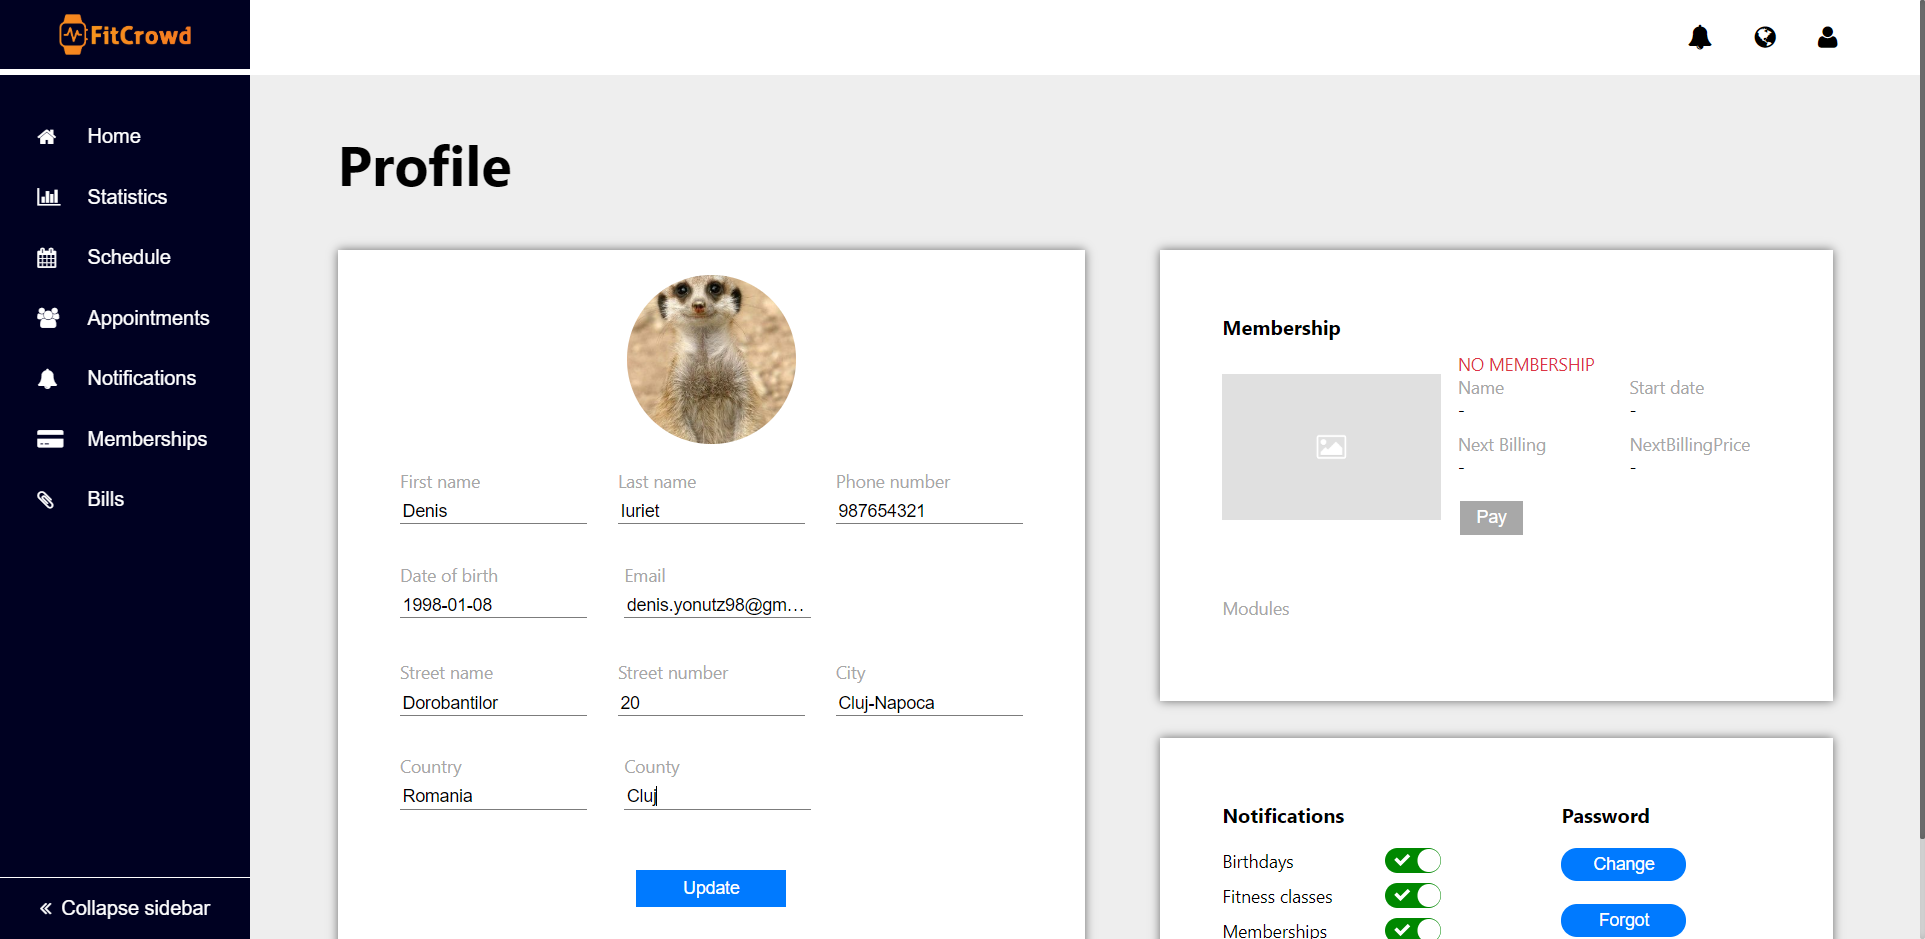 FitCrowd
Home
Statistics
Schedule
Appointments
Notifications
Memberships
Bills
Collapse sidebar
Profile
First name Last name Phone number
Denis Iuriet 987654321
Date of birth Email
1998-01-08 denis.yonutz98@gm...
Street name Street number City
Dorobantilor 20 Cluj-Napoca
Country County
Romania Cluj
Update
Membership
NO MEMBERSHIP
Name Start date
- -
Next Billing NextBillingPrice
- -
Pay
Modules
Notifications Password
Birthdays Change
Fitness classes
Memberships Forgot